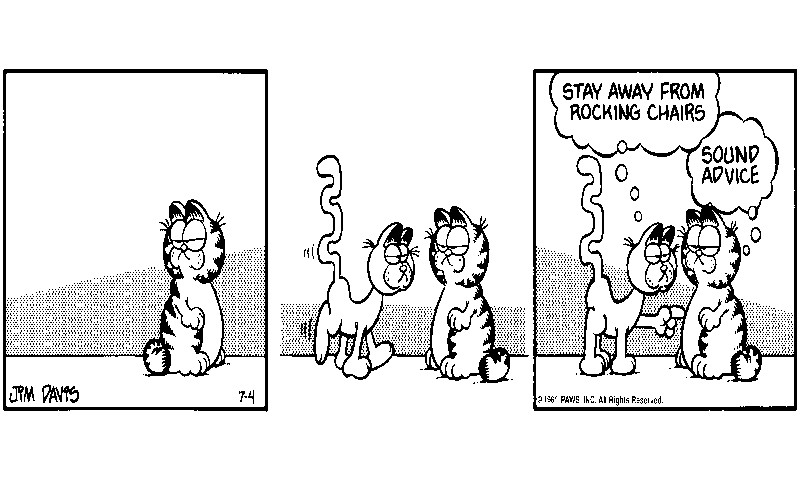 JIM DAVIS
7-4
STAY AWAY FROM
ROCKING CHAIRS
SOUND
ADVICE
PAWS, INC. All Rights Reserved.